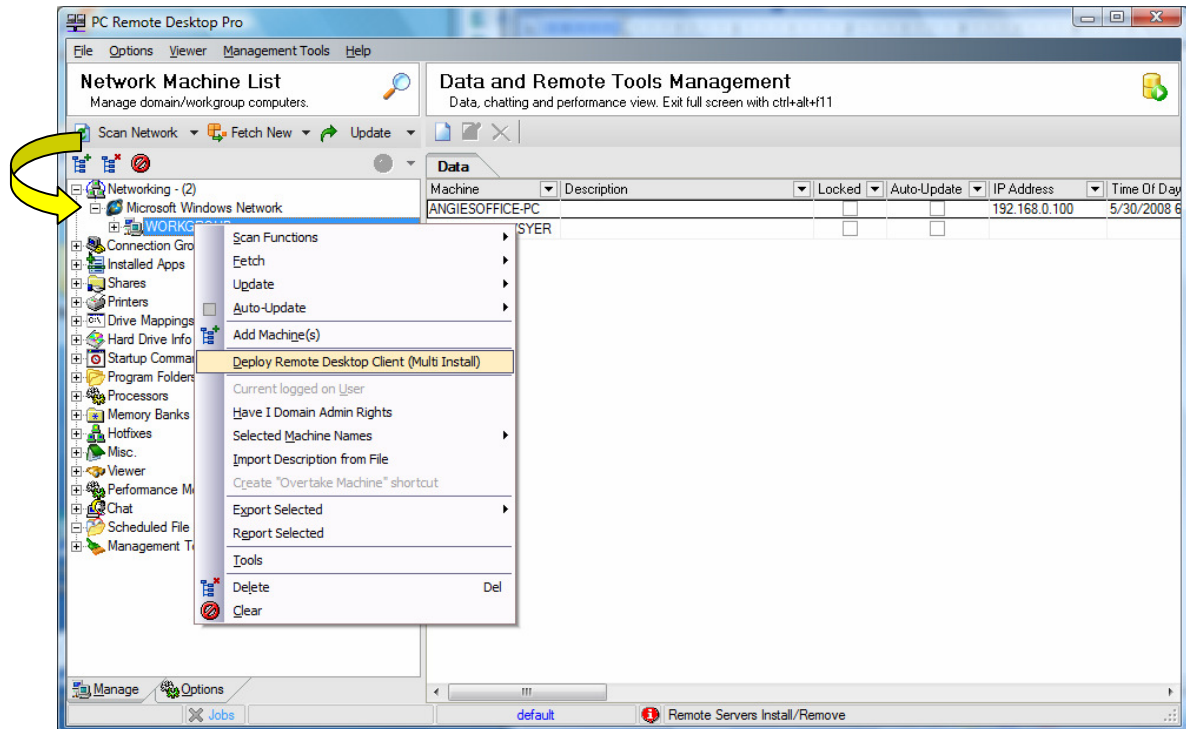 PC Remote Desktop Pro
File Options Viewer Management Tools Help
Network Machine List
Manage domain/workgroup computers.
Data and Remote Tools Management
Data, chatting and performance view. Exit full screen with ctrl+alt+f11
Scan Network Fetch New Update
Data
Networking - (2)
Microsoft Windows Network
WORKGROUP
Connection Gro
Installed Apps
Shares
Printers
Drive Mappings
Hard Drive Info
Startup Comma
Program Folders
Processors
Memory Banks
Hotfixes
Misc.
Viewer
Performance M
Chat
Scheduled File
Management T
Machine Description Locked Auto-Update IP Address Time Of Day
ANGIESOFFICE-PC 192.168.0.100 5/30/2008 6
SYER
Scan Functions
Fetch
Update
Auto-Update
Add Machine(s)
Deploy Remote Desktop Client (Multi Install)
Current logged on User
Have I Domain Admin Rights
Selected Machine Names
Import Description from File
Create "Overtake Machine" shortcut
Export Selected
Report Selected
Tools
Delete Del
Clear
Manage Options
Jobs default Remote Servers Install/Remove